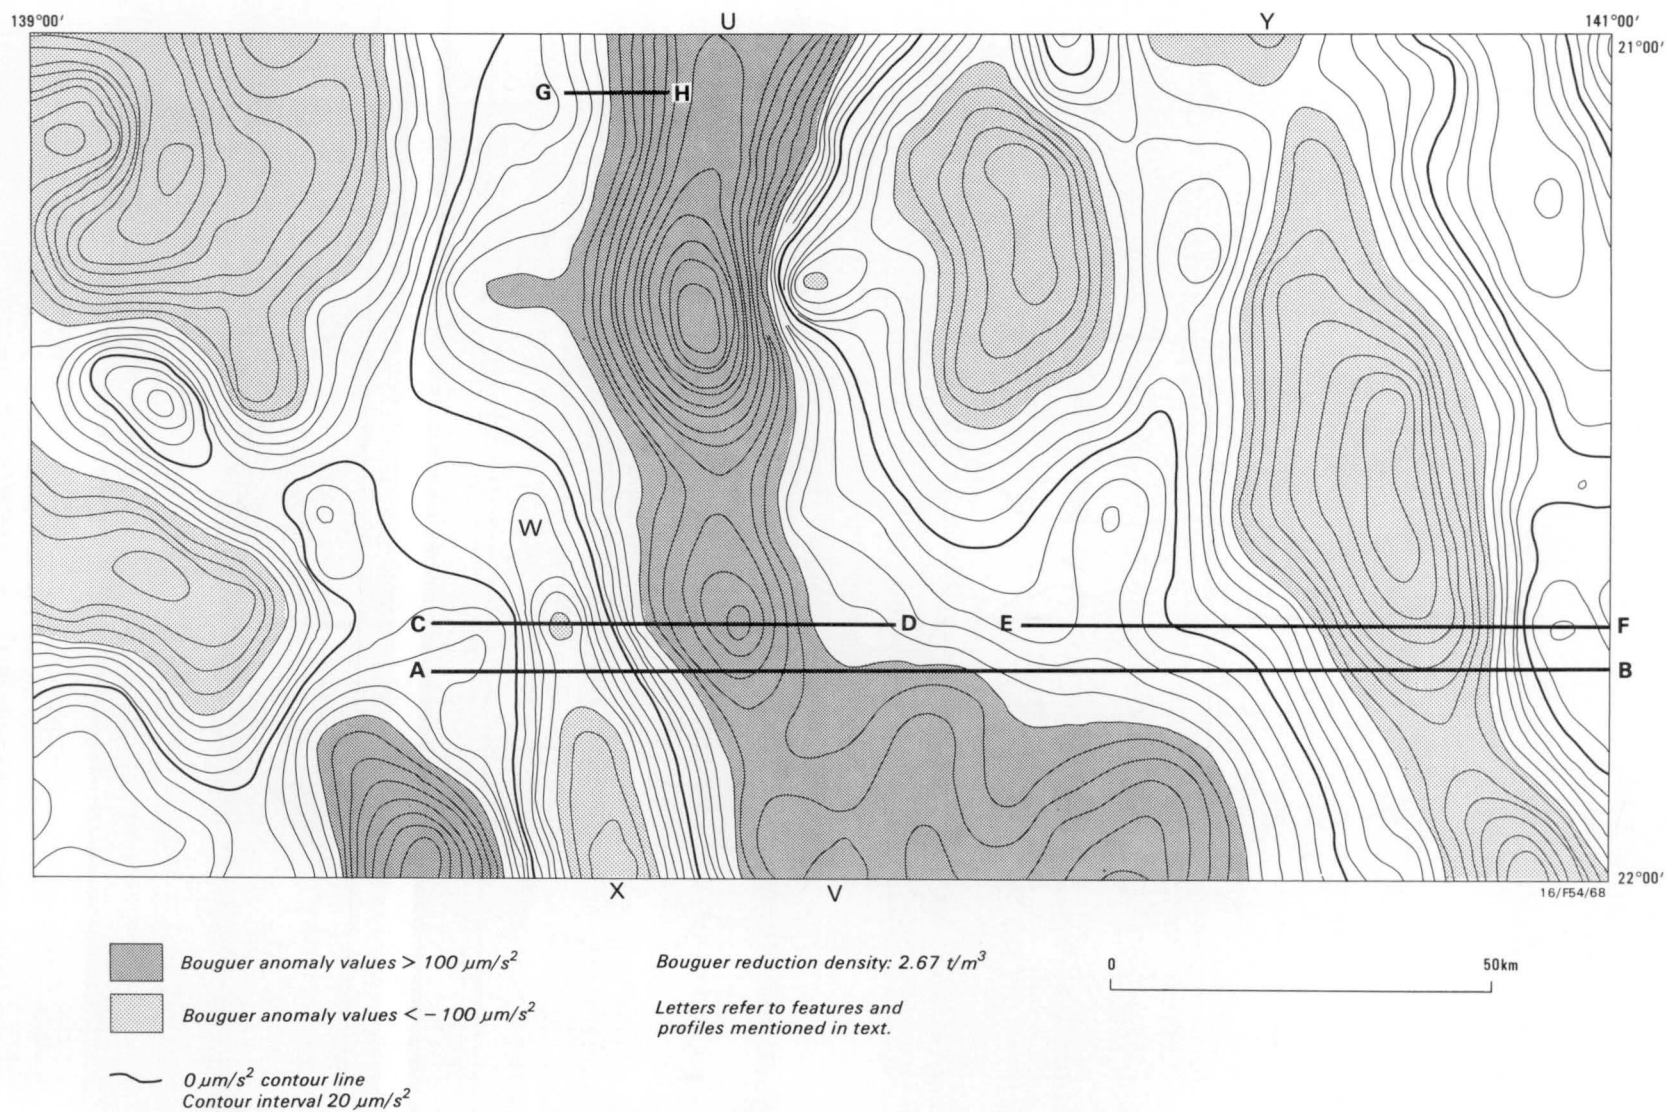 139°00′ U Y 141°00′
21°00′
G H
W
C D E F
A B
X V 22°00′
16/F54/68
Bouguer anomaly values > 100 μm/s²
Bouguer reduction density: 2.67 t/m³
0 50km
Bouguer anomaly values < – 100 μm/s²
Letters refer to features and
profiles mentioned in text.
0 μm/s² contour line
Contour interval 20 μm/s²